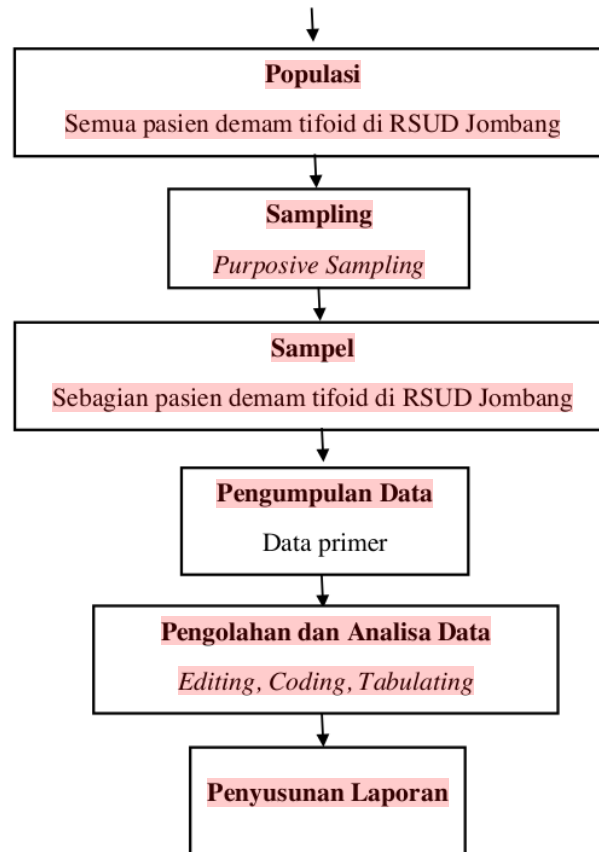 Populasi
Semua pasien demam tifoid di RSUD Jombang
Sampling
Purposive Sampling
Sampel
Sebagian pasien demam tifoid di RSUD Jombang
Pengumpulan Data
Data primer
Pengolahan dan Analisa Data
Editing, Coding, Tabulating
Penyusunan Laporan